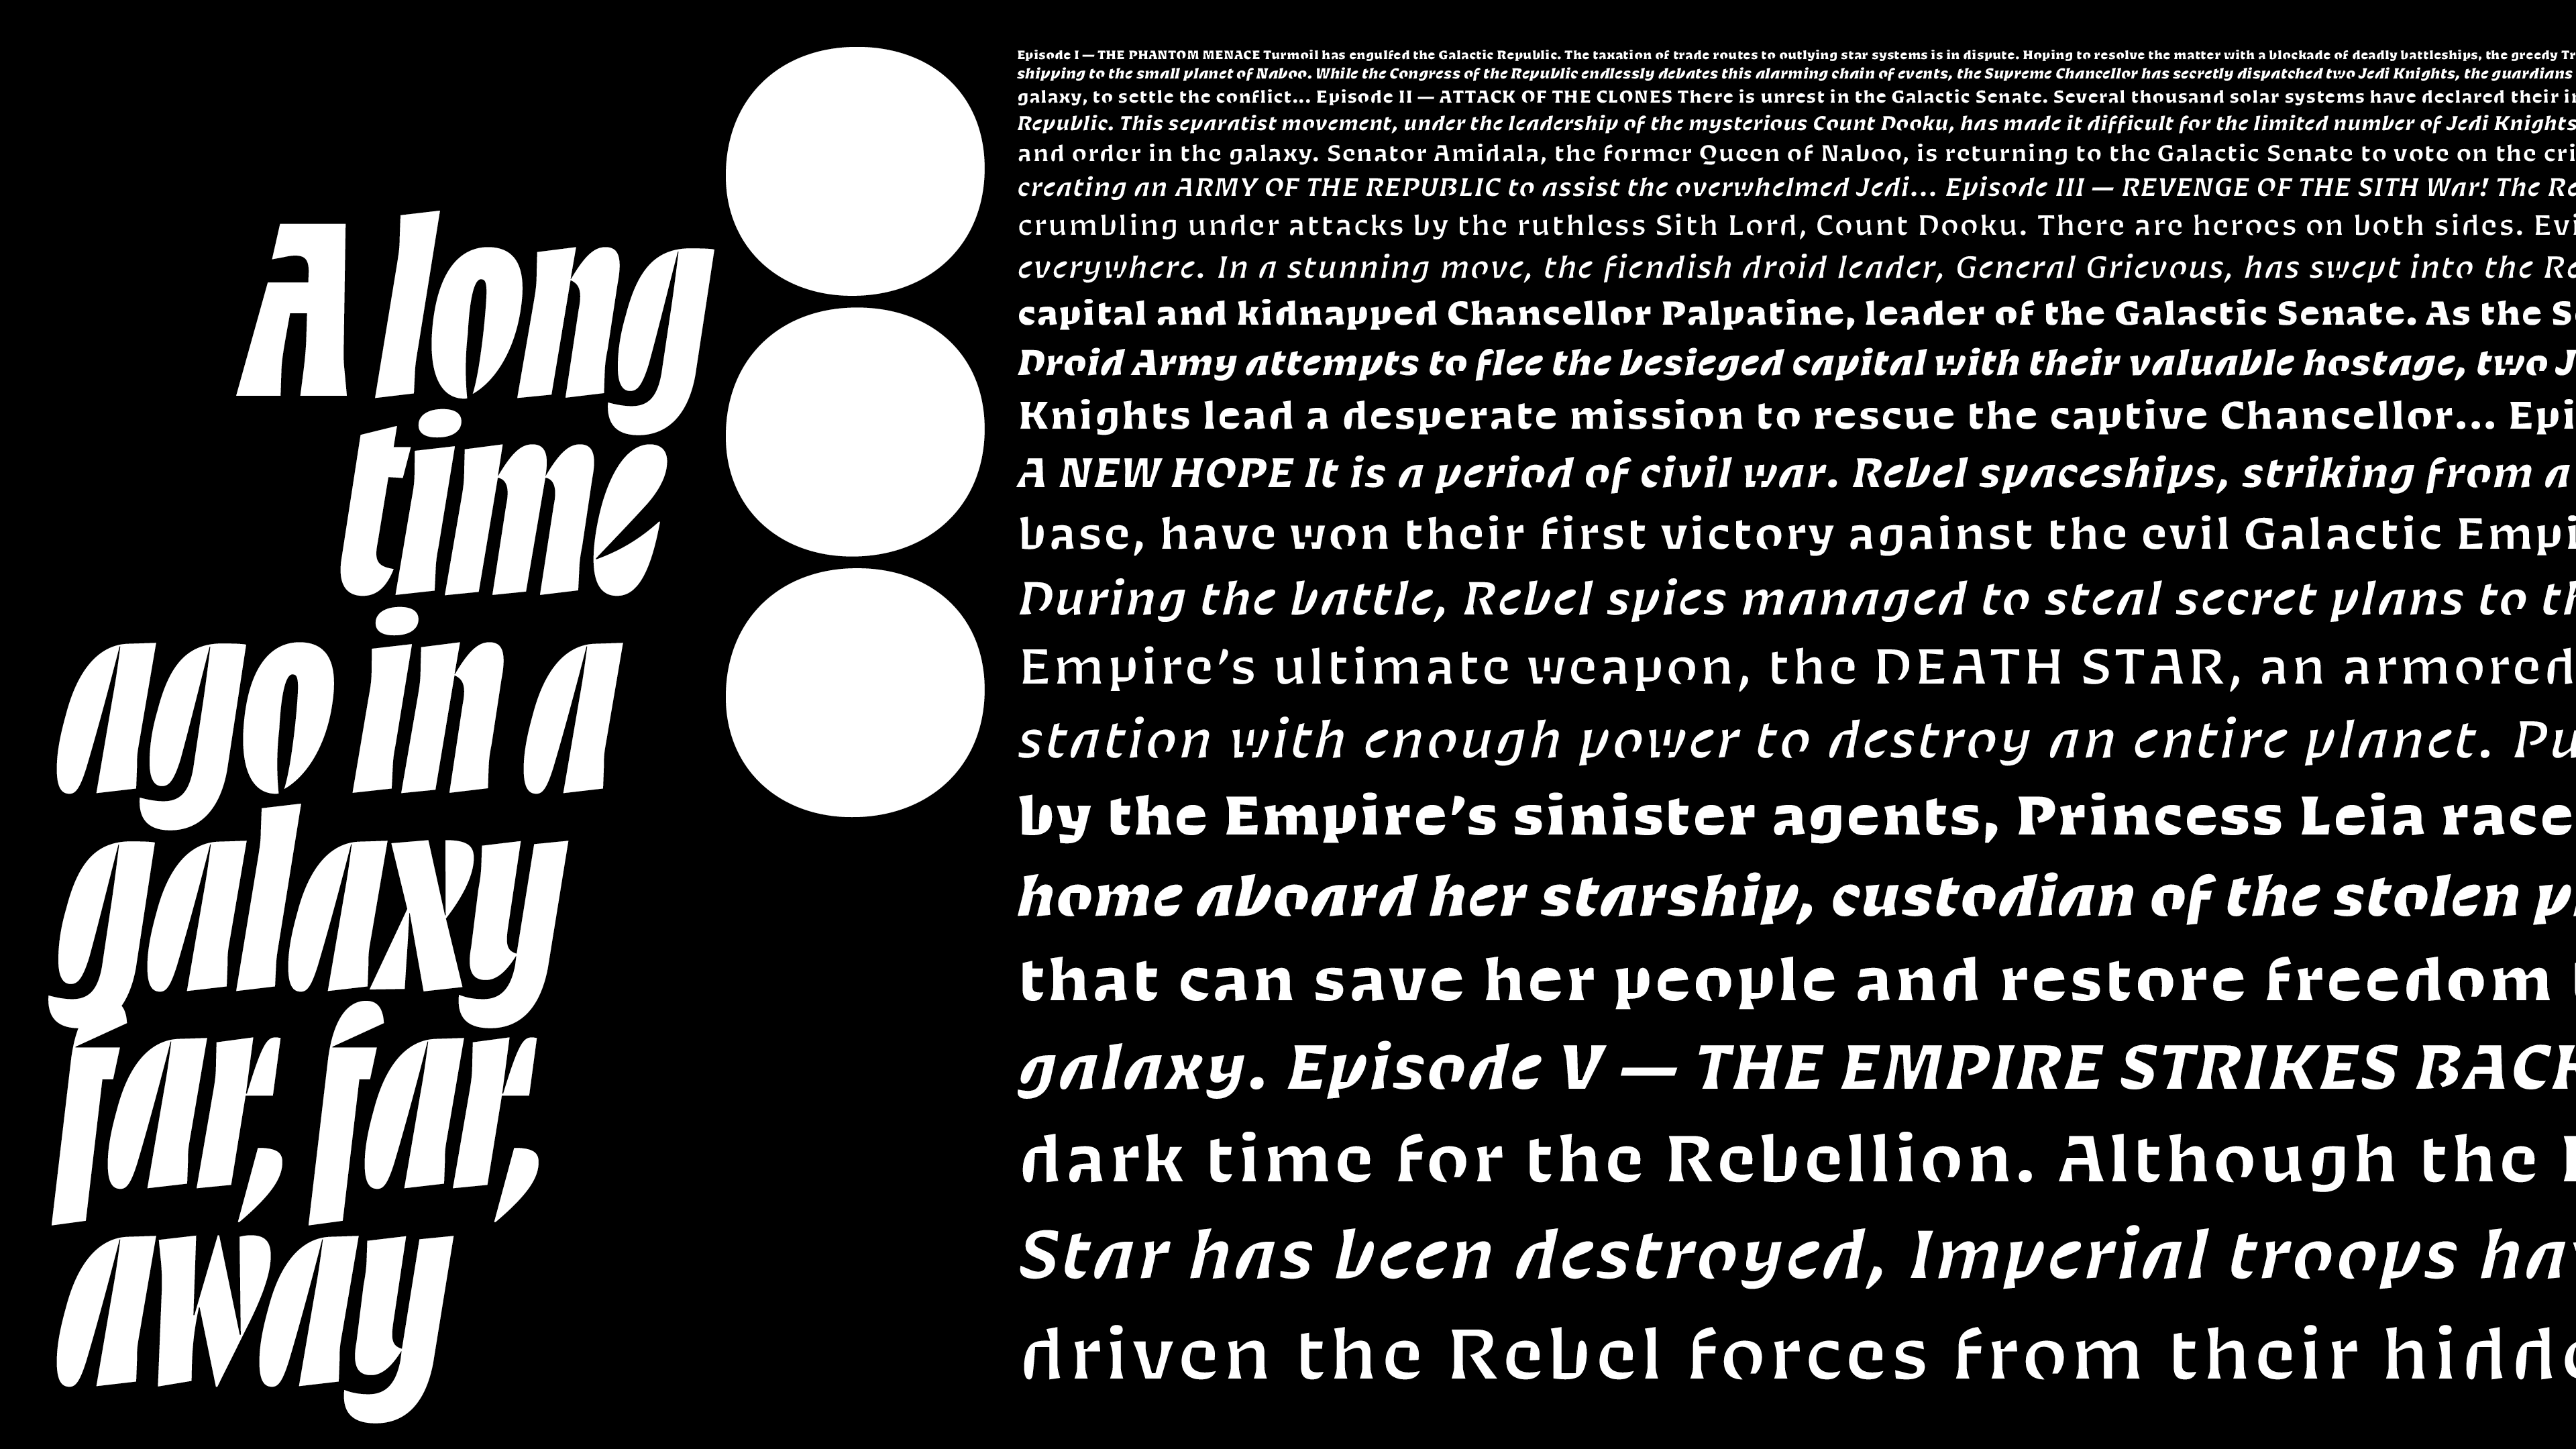 A long
time
ago in a
galaxy
far, far,
away
Episode I — THE PHANTOM MENACE Turmoil has engulfed the Galactic Republic. The taxation of trade routes to outlying star systems is in dispute. Hoping to resolve the matter with a blockade of deadly battleships, the greedy Tr
shipping to the small planet of Naboo. While the Congress of the Republic endlessly debates this alarming chain of events, the Supreme Chancellor has secretly dispatched two Jedi Knights, the guardians
galaxy, to settle the conflict... Episode II — ATTACK OF THE CLONES There is unrest in the Galactic Senate. Several thousand solar systems have declared their in
Republic. This separatist movement, under the leadership of the mysterious Count Dooku, has made it difficult for the limited number of Jedi Knights
and order in the galaxy. Senator Amidala, the former Queen of Naboo, is returning to the Galactic Senate to vote on the cri
creating an ARMY OF THE REPUBLIC to assist the overwhelmed Jedi... Episode III — REVENGE OF THE SITH War! The Re
crumbling under attacks by the ruthless Sith Lord, Count Dooku. There are heroes on both sides. Evi
everywhere. In a stunning move, the fiendish droid leader, General Grievous, has swept into the Re
capital and kidnapped Chancellor Palpatine, leader of the Galactic Senate. As the Se
Droid Army attempts to flee the besieged capital with their valuable hostage, two J
Knights lead a desperate mission to rescue the captive Chancellor... Epi
A NEW HOPE It is a period of civil war. Rebel spaceships, striking from a
base, have won their first victory against the evil Galactic Empi
During the battle, Rebel spies managed to steal secret plans to th
Empire’s ultimate weapon, the DEATH STAR, an armored
station with enough power to destroy an entire planet. Pu
by the Empire’s sinister agents, Princess Leia race
home aboard her starship, custodian of the stolen pl
that can save her people and restore freedom t
galaxy. Episode V — THE EMPIRE STRIKES BACK
dark time for the Rebellion. Although the
Star has been destroyed, Imperial troops hav
driven the Rebel forces from their hidde